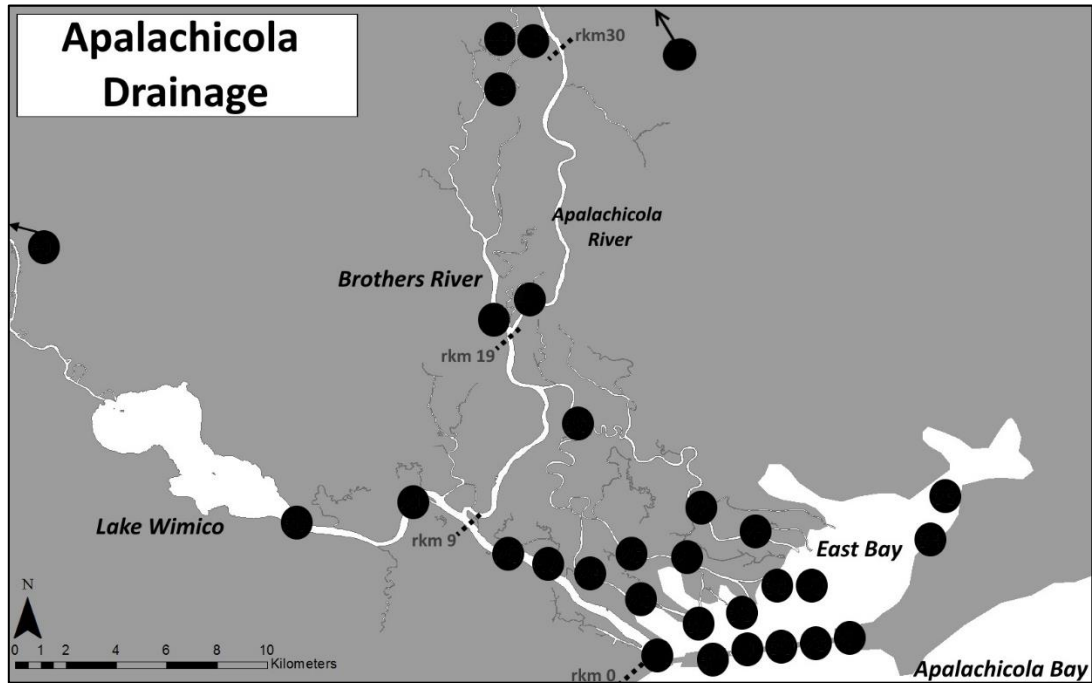 Apalachicola
Drainage
rkm30
Apalachicola
River
Brothers River
rkm 19
Lake Wimico
rkm 9
East Bay
N
0 1 2 4 6 8 10
Kilometers
rkm 0
Apalachicola Bay